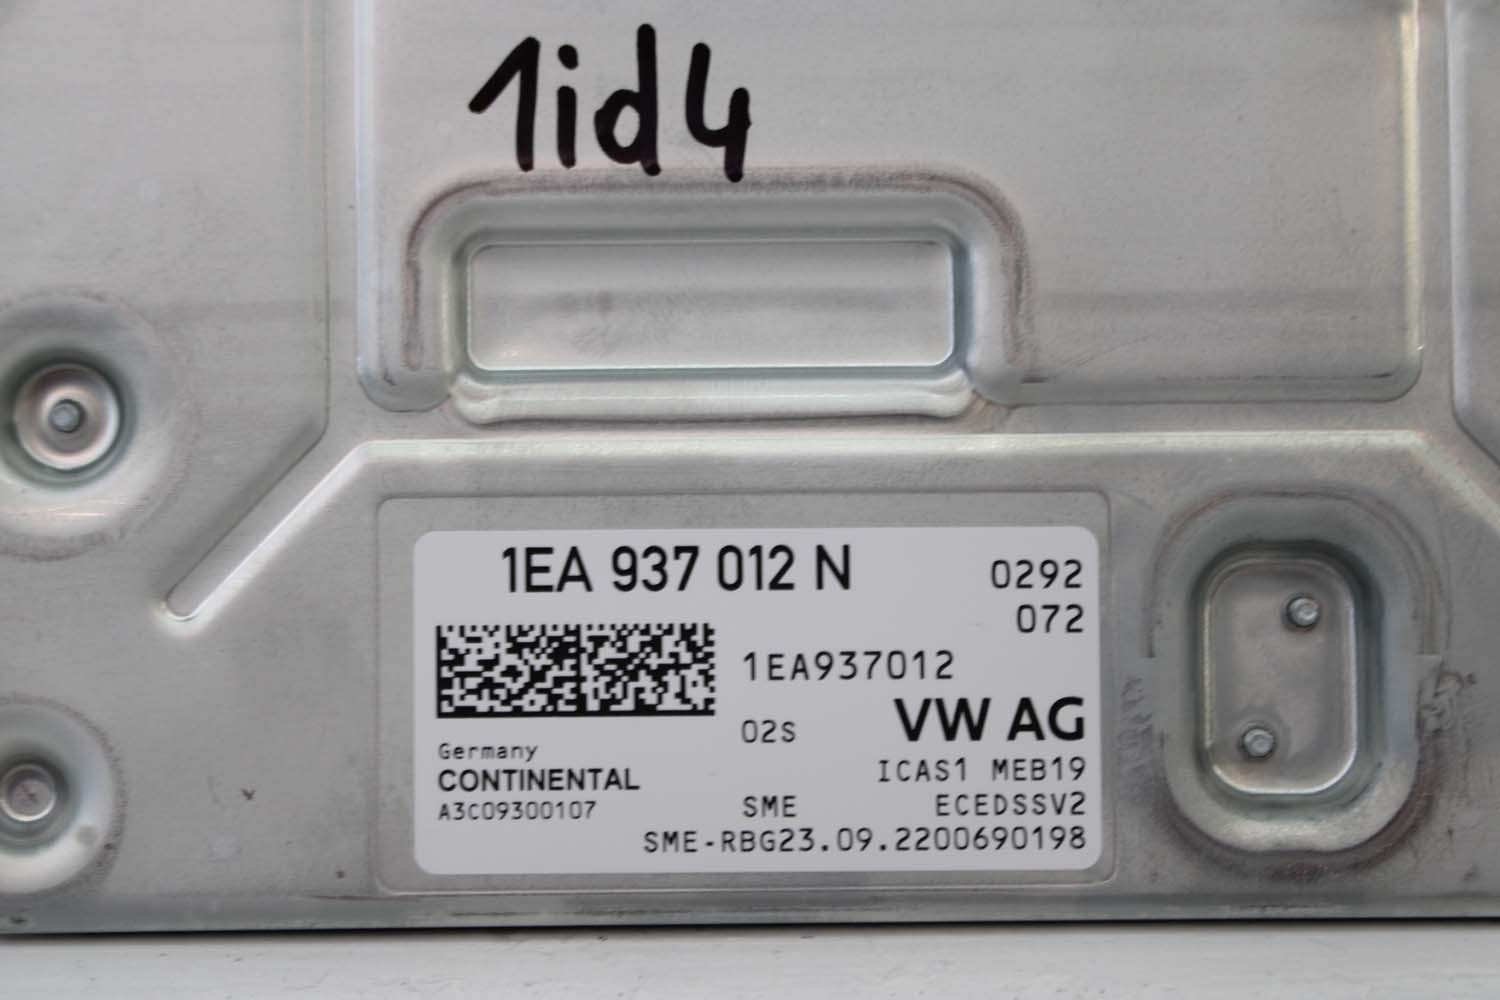 1id4
1EA 937 012 N
0292
072
1EA937012
02S
VW AG
Germany
CONTINENTAL
A3C09300107
ICAS1 MEB19
SME
ECEDSSV2
SME-RBG23.09.2200690198